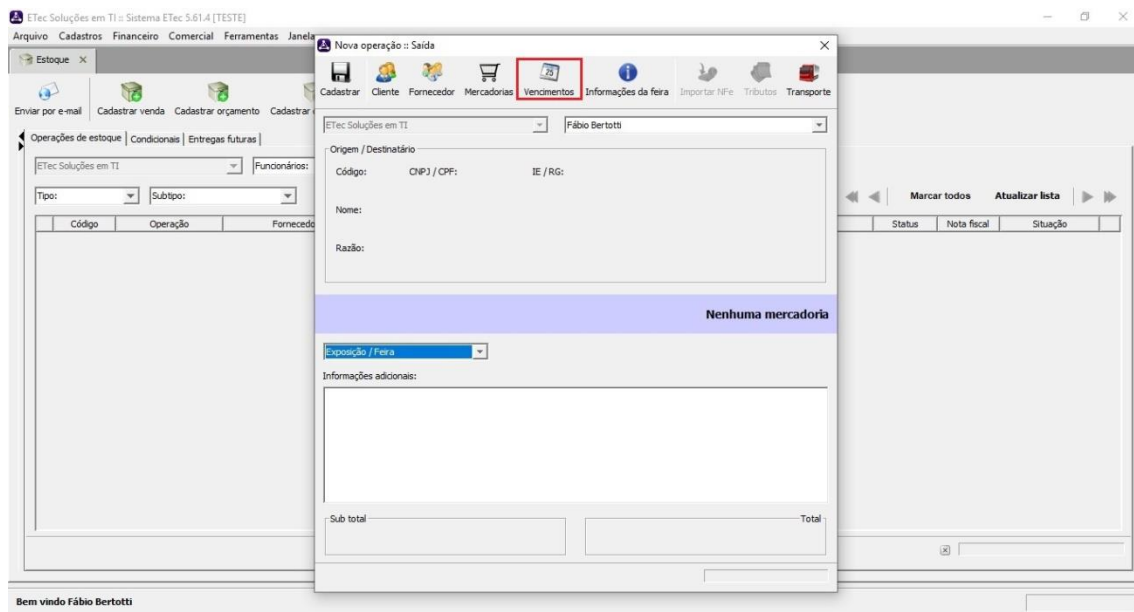 ETec Soluções em TI :: Sistema ETec 5.61.4 [TESTE]
Arquivo Cadastros Financeiro Comercial Ferramentas Janela
Estoque
Enviar por e-mail Cadastrar venda Cadastrar orçamento Cadastrar
Operações de estoque Condicionais Entregas futuras
ETec Soluções em TI Funcionários:
Tipo: Subtipo: Marcar todos Atualizar lista
Código Operação Fornecedo Status Nota fiscal Situação
Nova operação :: Saída
Cadastrar Cliente Fornecedor Mercadorias Vencimentos Informações da feira Importar NFe Tributos Transporte
25
ETec Soluções em TI Fábio Bertotti
Origem / Destinatário
Código: CNPJ / CPF: IE / RG:
Nome:
Razão:
Nenhuma mercadoria
Exposição / Feira
Informações adicionais:
Sub total Total
Bem vindo Fábio Bertotti